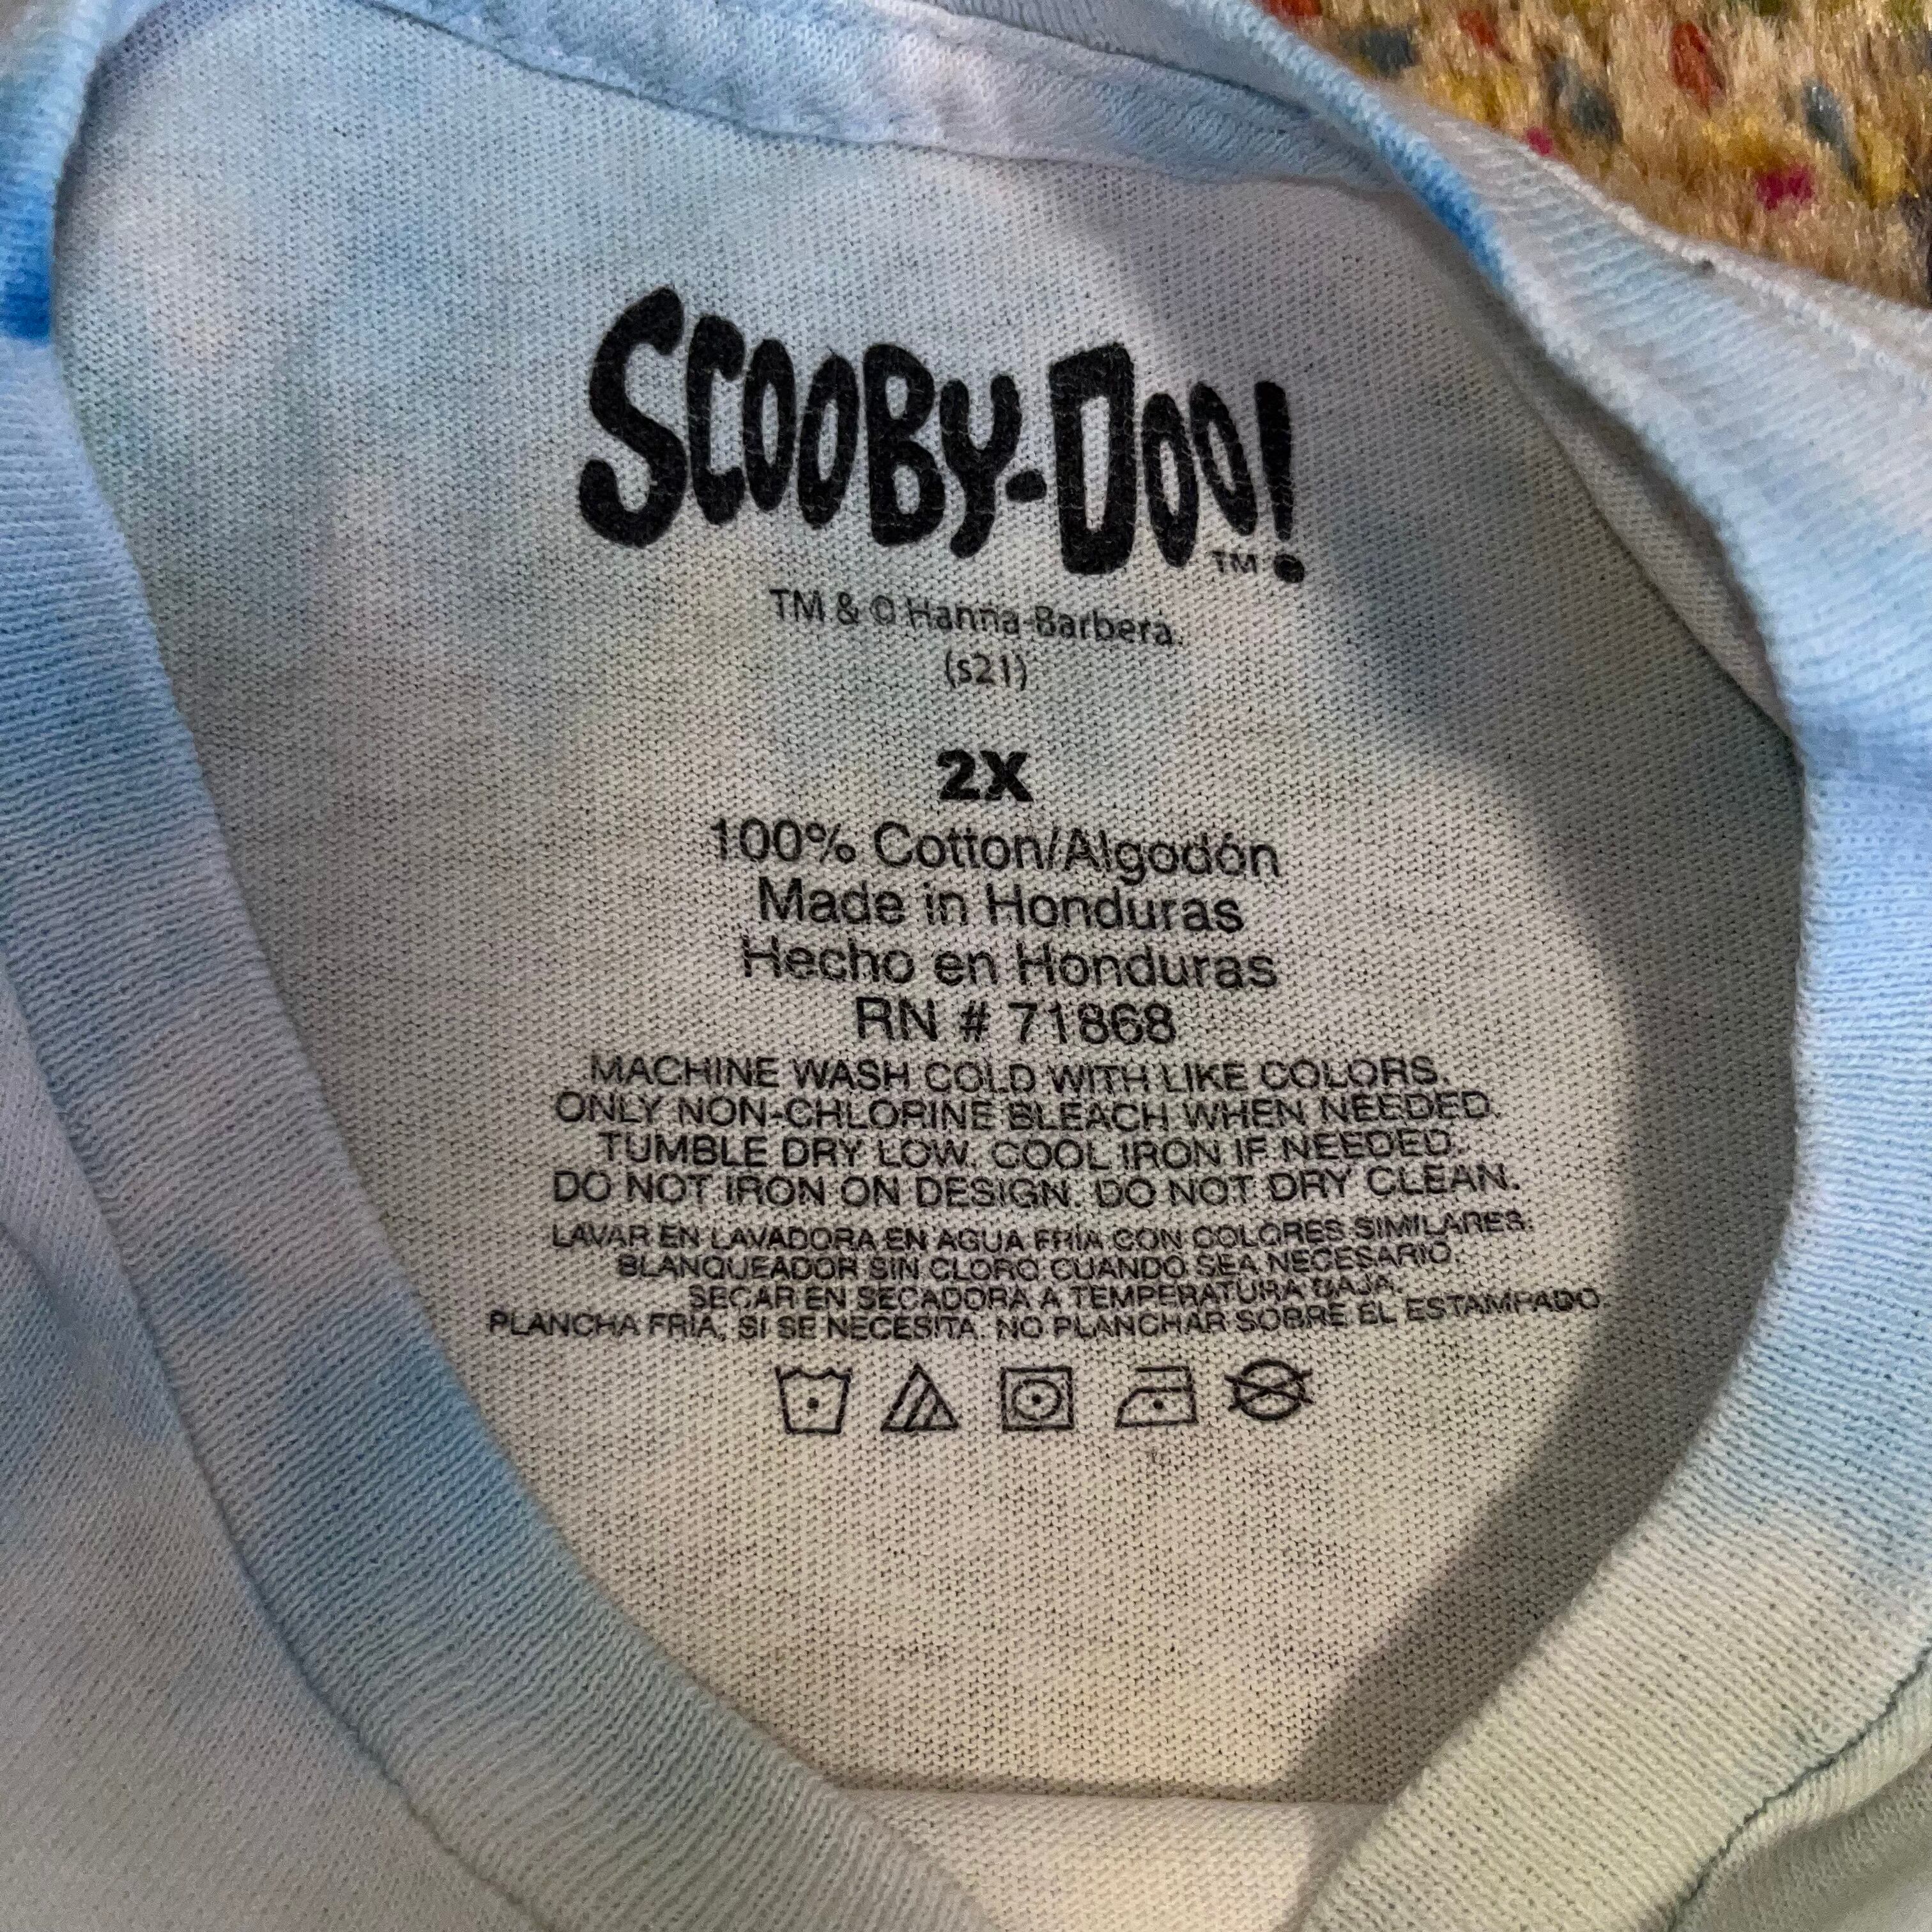 SCOOBY-DOO!
TM
TM & © Hanna-Barbera.
(s21)
2X
100% Cotton/Algodón
Made in Honduras
Hecho en Honduras
RN # 71868
MACHINE WASH COLD WITH LIKE COLORS.
ONLY NON-CHLORINE BLEACH WHEN NEEDED.
TUMBLE DRY LOW. COOL IRON IF NEEDED.
DO NOT IRON ON DESIGN. DO NOT DRY CLEAN.
LAVAR EN LAVADORA EN AGUA FRÍA CON COLORES SIMILARES.
BLANQUEADOR SIN CLORO CUANDO SEA NECESARIO.
SECAR EN SECADORA A TEMPERATURA BAJA.
PLANCHA FRÍA, SI SE NECESITA. NO PLANCHAR SOBRE EL ESTAMPADO